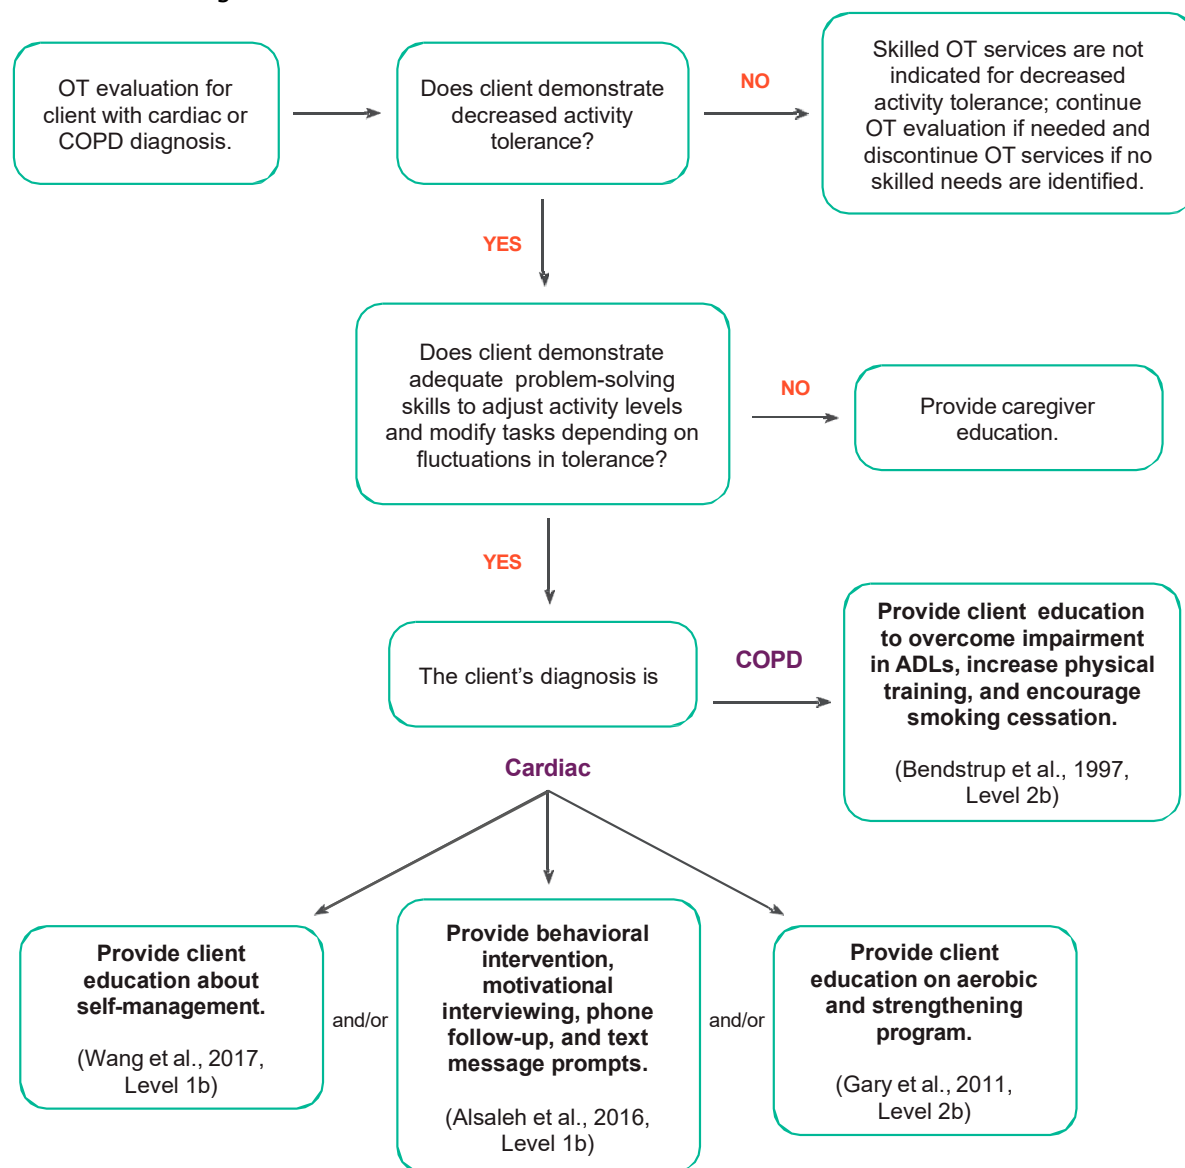 OT evaluation for
client with cardiac or
COPD diagnosis.
Does client demonstrate
decreased activity
tolerance?
NO
Skilled OT services are not
indicated for decreased
activity tolerance; continue
OT evaluation if needed and
discontinue OT services if no
skilled needs are identified.
YES
Does client demonstrate
adequate problem-solving
skills to adjust activity levels
and modify tasks depending on
fluctuations in tolerance?
NO
Provide caregiver
education.
YES
The client’s diagnosis is
COPD
Provide client education
to overcome impairment
in ADLs, increase physical
training, and encourage
smoking cessation.
(Bendstrup et al., 1997,
Level 2b)
Cardiac
Provide client
education about
self-management.
(Wang et al., 2017,
Level 1b)
and/or
Provide behavioral
intervention,
motivational
interviewing, phone
follow-up, and text
message prompts.
(Alsaleh et al., 2016,
Level 1b)
and/or
Provide client
education on aerobic
and strengthening
program.
(Gary et al., 2011,
Level 2b)